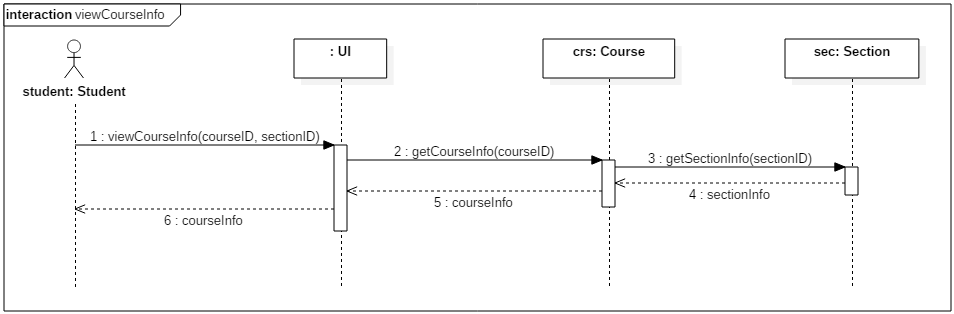 interaction viewCourseInfo
student: Student
: UI
crs: Course
sec: Section
1 : viewCourseInfo(courseID, sectionID)
2 : getCourseInfo(courseID)
3 : getSectionInfo(sectionID)
4 : sectionInfo
5 : courseInfo
6 : courseInfo